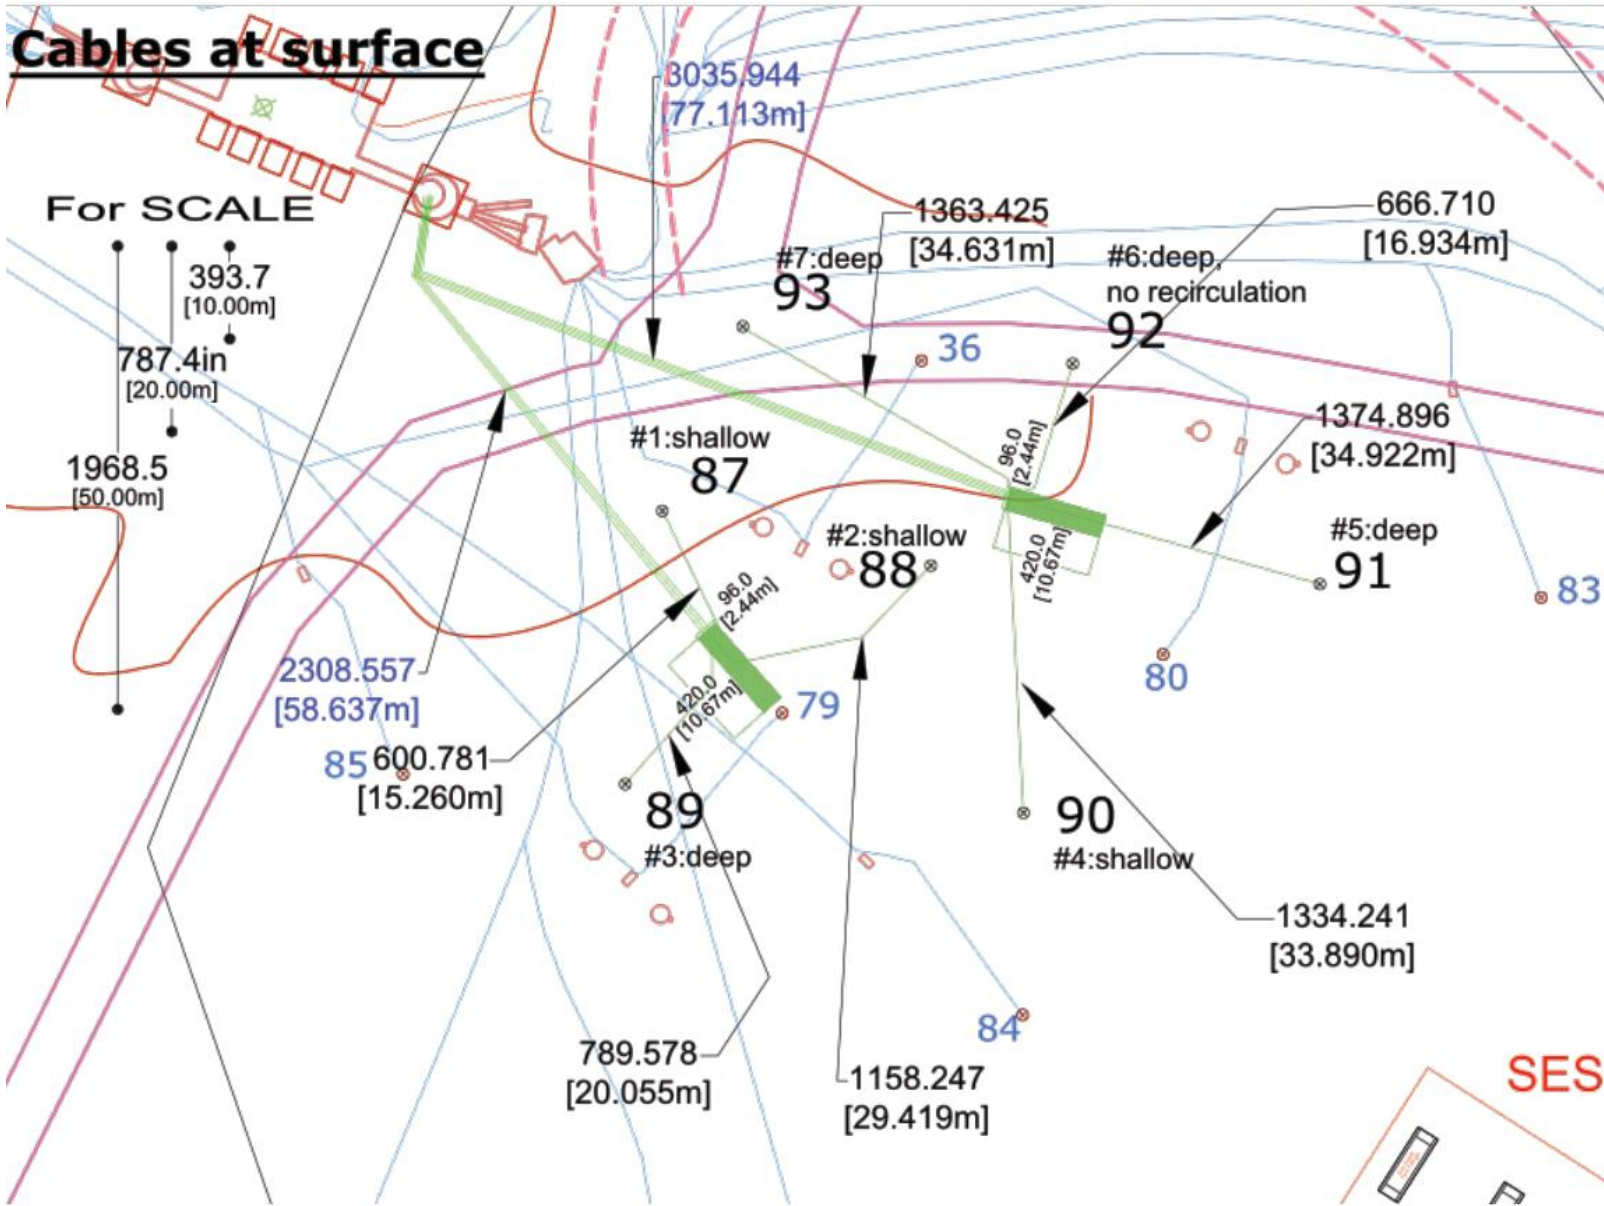 Cables at surface
3035.944
[77.113m]
For SCALE
393.7
[10.00m]
787.4in
[20.00m]
1968.5
[50.00m]
1363.425
[34.631m]
666.710
[16.934m]
#7:deep
93
#6:deep,
no recirculation
92
36
1374.896
[34.922m]
#1:shallow
87
96.0
[2.44m]
#2:shallow
88
420.0
[10.67m]
#5:deep
91
83
96.0
[2.44m]
2308.557
[58.637m]
420.0
[10.67m]
79
80
85
600.781
[15.260m]
89
#3:deep
90
#4:shallow
1334.241
[33.890m]
84
789.578
[20.055m]
1158.247
[29.419m]
SES